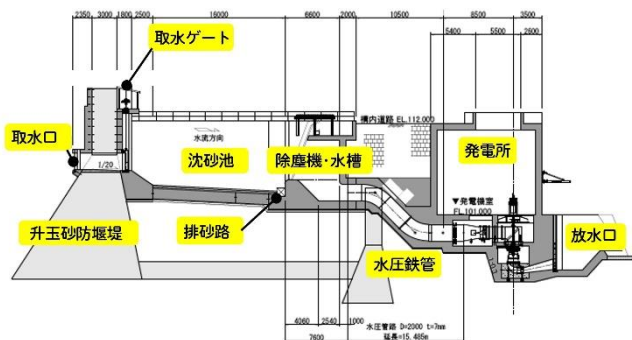 2350 3000 1800 2500 16000 6600 2000 10500 8500 3500
5400 5500 2600
取水ゲート
構内道路 EL.112.000
取水口
水流方向
沈砂池
除塵機・水槽
発電所
1/20
▼発電機室
FL.101.000
升玉砂防堰堤
排砂路
水圧鉄管
放水口
4060 2540 1000
水圧管路 D=2000 t=7mm
延長=15.485m
7600